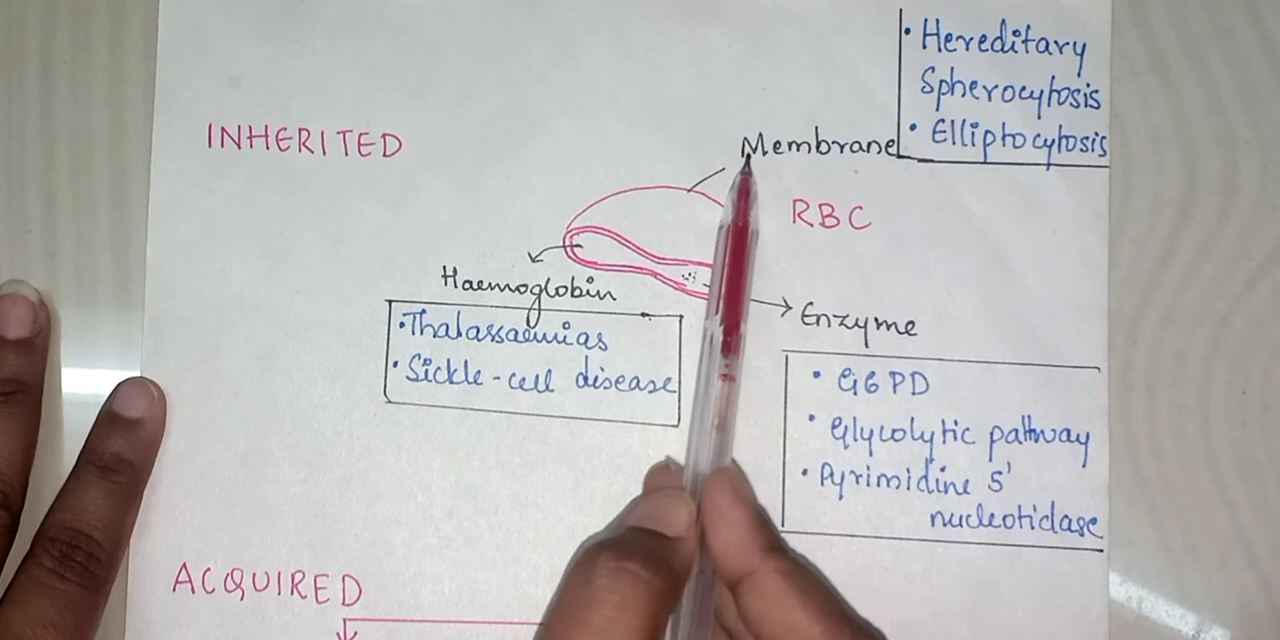 • Hereditary
Spherocytosis
• Elliptocytosis
INHERITED
Membrane
RBC
Haemoglobin
• Thalassaemias
• Sickle-cell disease
Enzyme
• G6PD
• Glycolytic pathway
• Pyrimidine 5'
nucleotidase
ACQUIRED